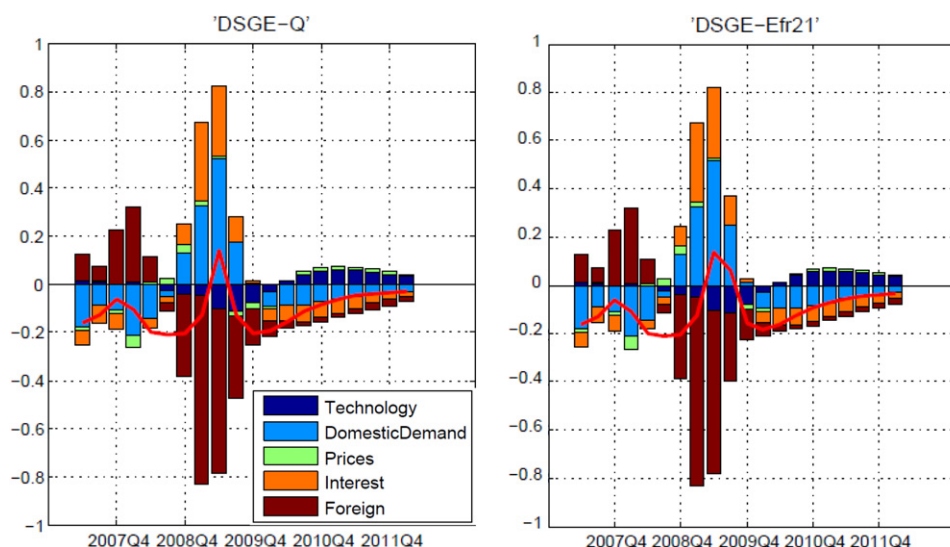 'DSGE-Q'
'DSGE-Efr21'
1
0.8
0.6
0.4
0.2
0
−0.2
−0.4
−0.6
−0.8
−1
Technology
DomesticDemand
Prices
Interest
Foreign
2007Q4 2008Q4 2009Q4 2010Q4 2011Q4
1
0.8
0.6
0.4
0.2
0
−0.2
−0.4
−0.6
−0.8
−1
2007Q4 2008Q4 2009Q4 2010Q4 2011Q4